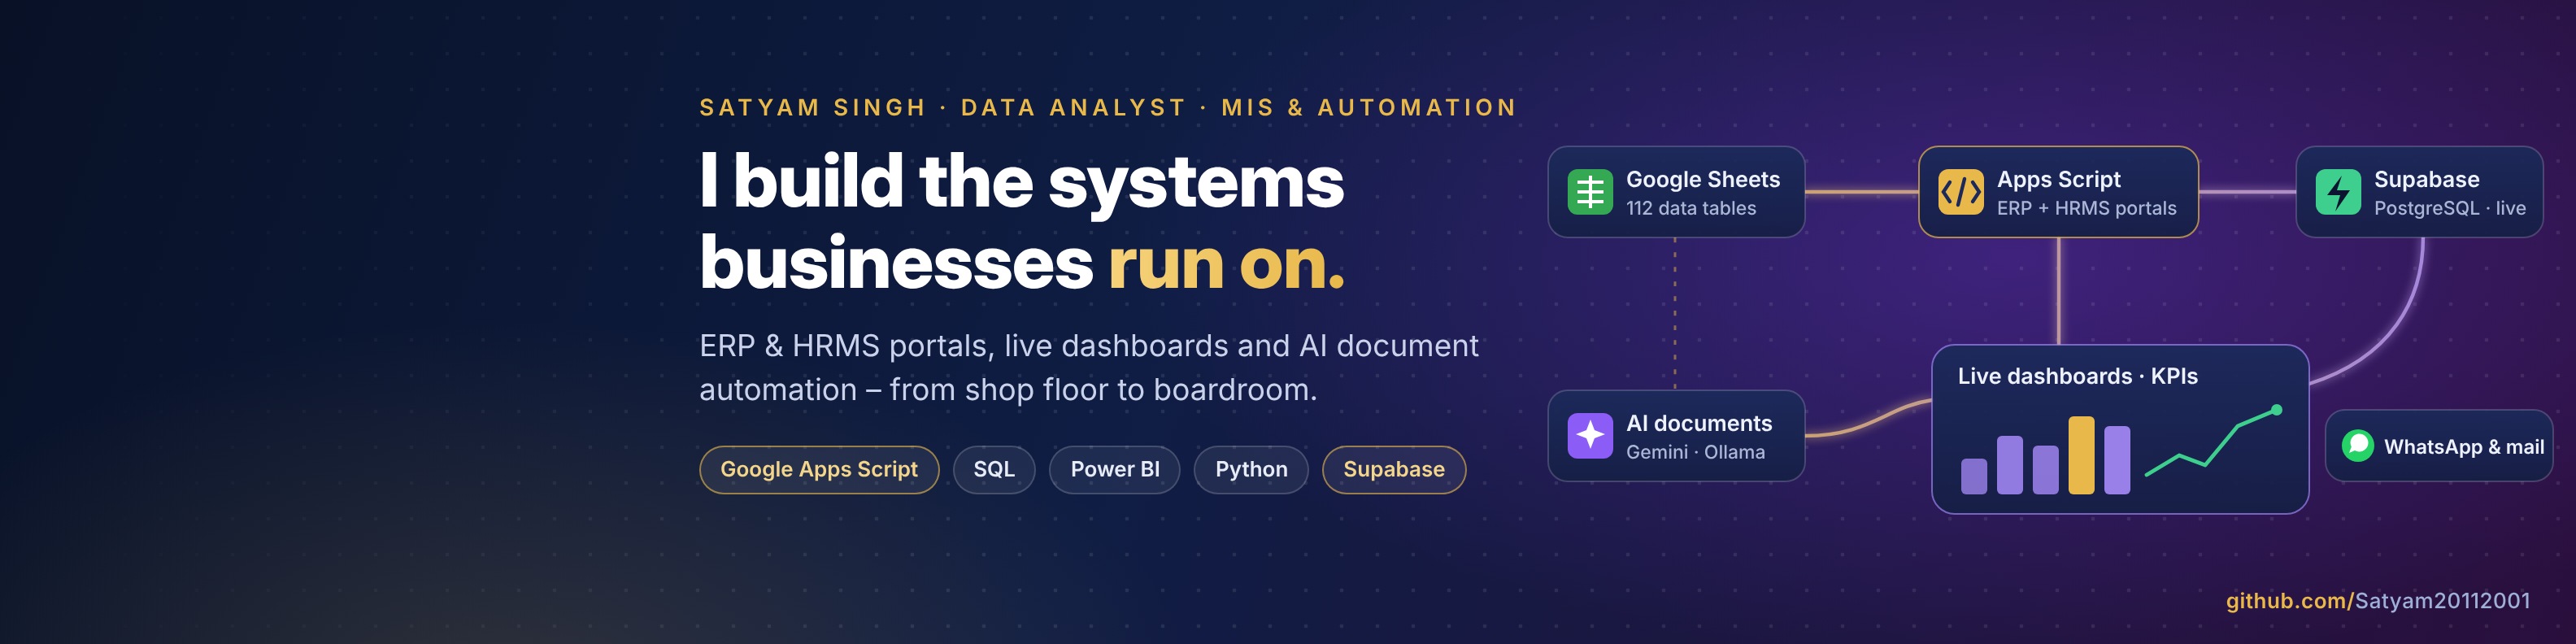 SATYAM SINGH · DATA ANALYST · MIS & AUTOMATION
I build the systems
businesses run on.
ERP & HRMS portals, live dashboards and AI document
automation – from shop floor to boardroom.
Google Apps Script
SQL
Power BI
Python
Supabase
Google Sheets
112 data tables
Apps Script
ERP + HRMS portals
Supabase
PostgreSQL · live
AI documents
Gemini · Ollama
Live dashboards · KPIs
WhatsApp & mail
github.com/Satyam20112001